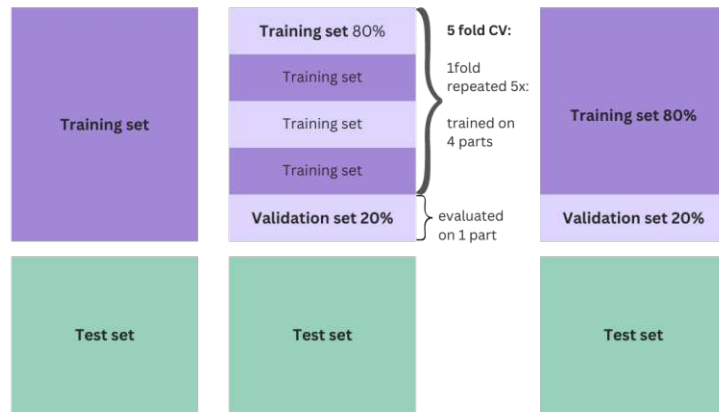 Training set
Training set 80%
Training set
Training set
Training set
Validation set 20%
5 fold CV:
1fold
repeated 5x:
trained on
4 parts
evaluated
on 1 part
Training set 80%
Validation set 20%
Test set
Test set
Test set